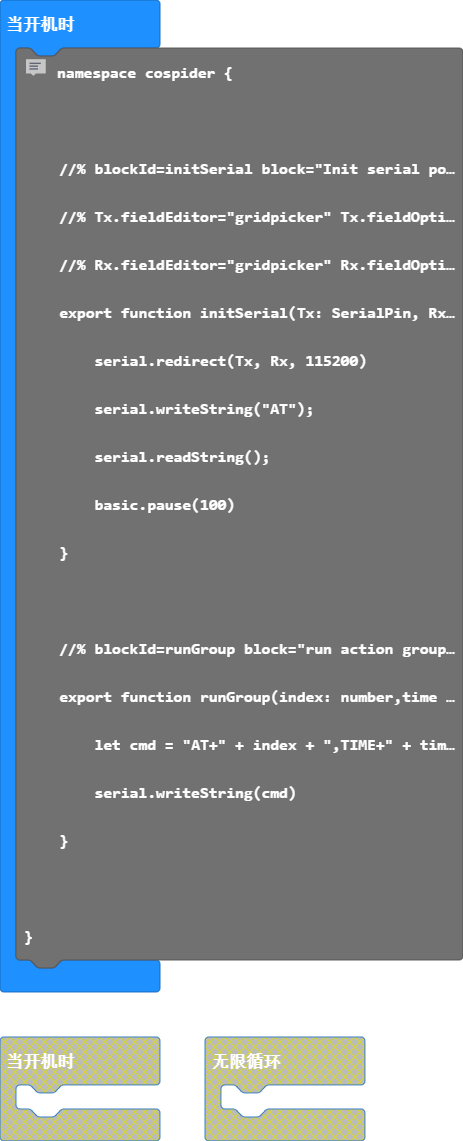 当开机时
namespace cospider {
//% blockId=initSerial block="Init serial po…
//% Tx.fieldEditor="gridpicker" Tx.fieldOpti…
//% Rx.fieldEditor="gridpicker" Rx.fieldOpti…
export function initSerial(Tx: SerialPin, Rx…
serial.redirect(Tx, Rx, 115200)
serial.writeString("AT");
serial.readString();
basic.pause(100)
}
//% blockId=runGroup block="run action group…
export function runGroup(index: number,time …
let cmd = "AT+" + index + ",TIME+" + tim…
serial.writeString(cmd)
}
}
当开机时
无限循环